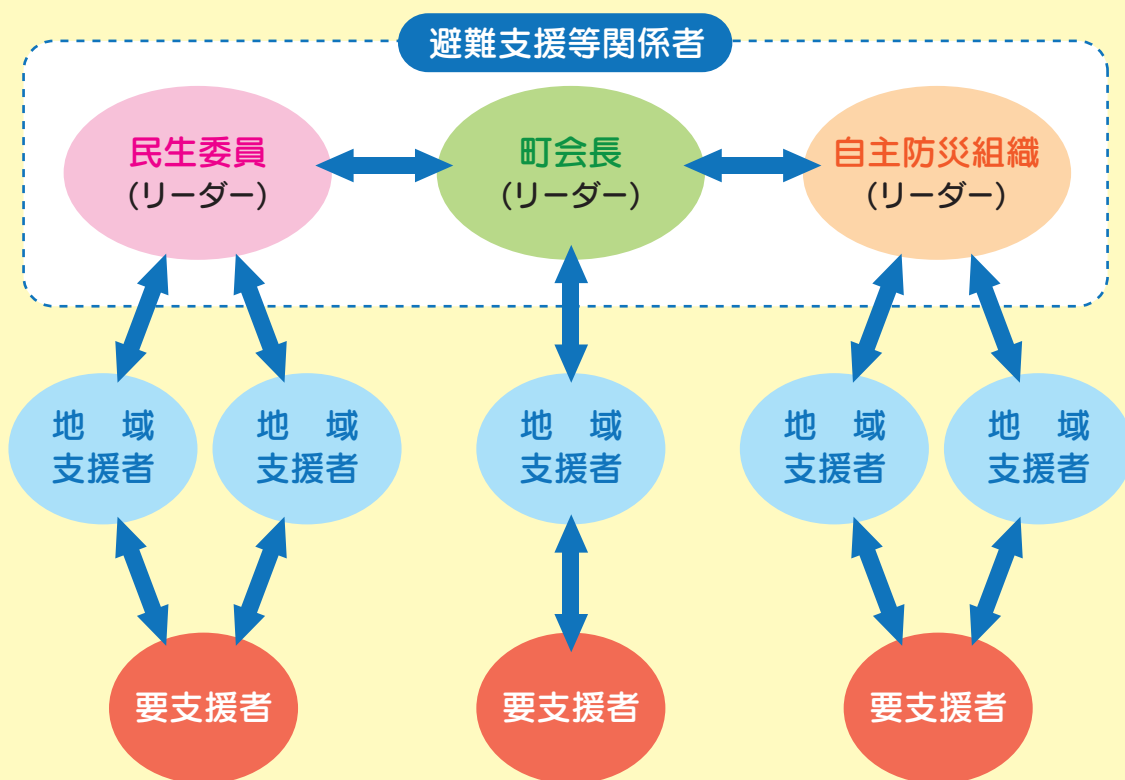 避難支援等関係者
民生委員
(リーダー)
町会長
(リーダー)
自主防災組織
(リーダー)
地　域
支援者
地　域
支援者
地　域
支援者
地　域
支援者
地　域
支援者
要支援者
要支援者
要支援者